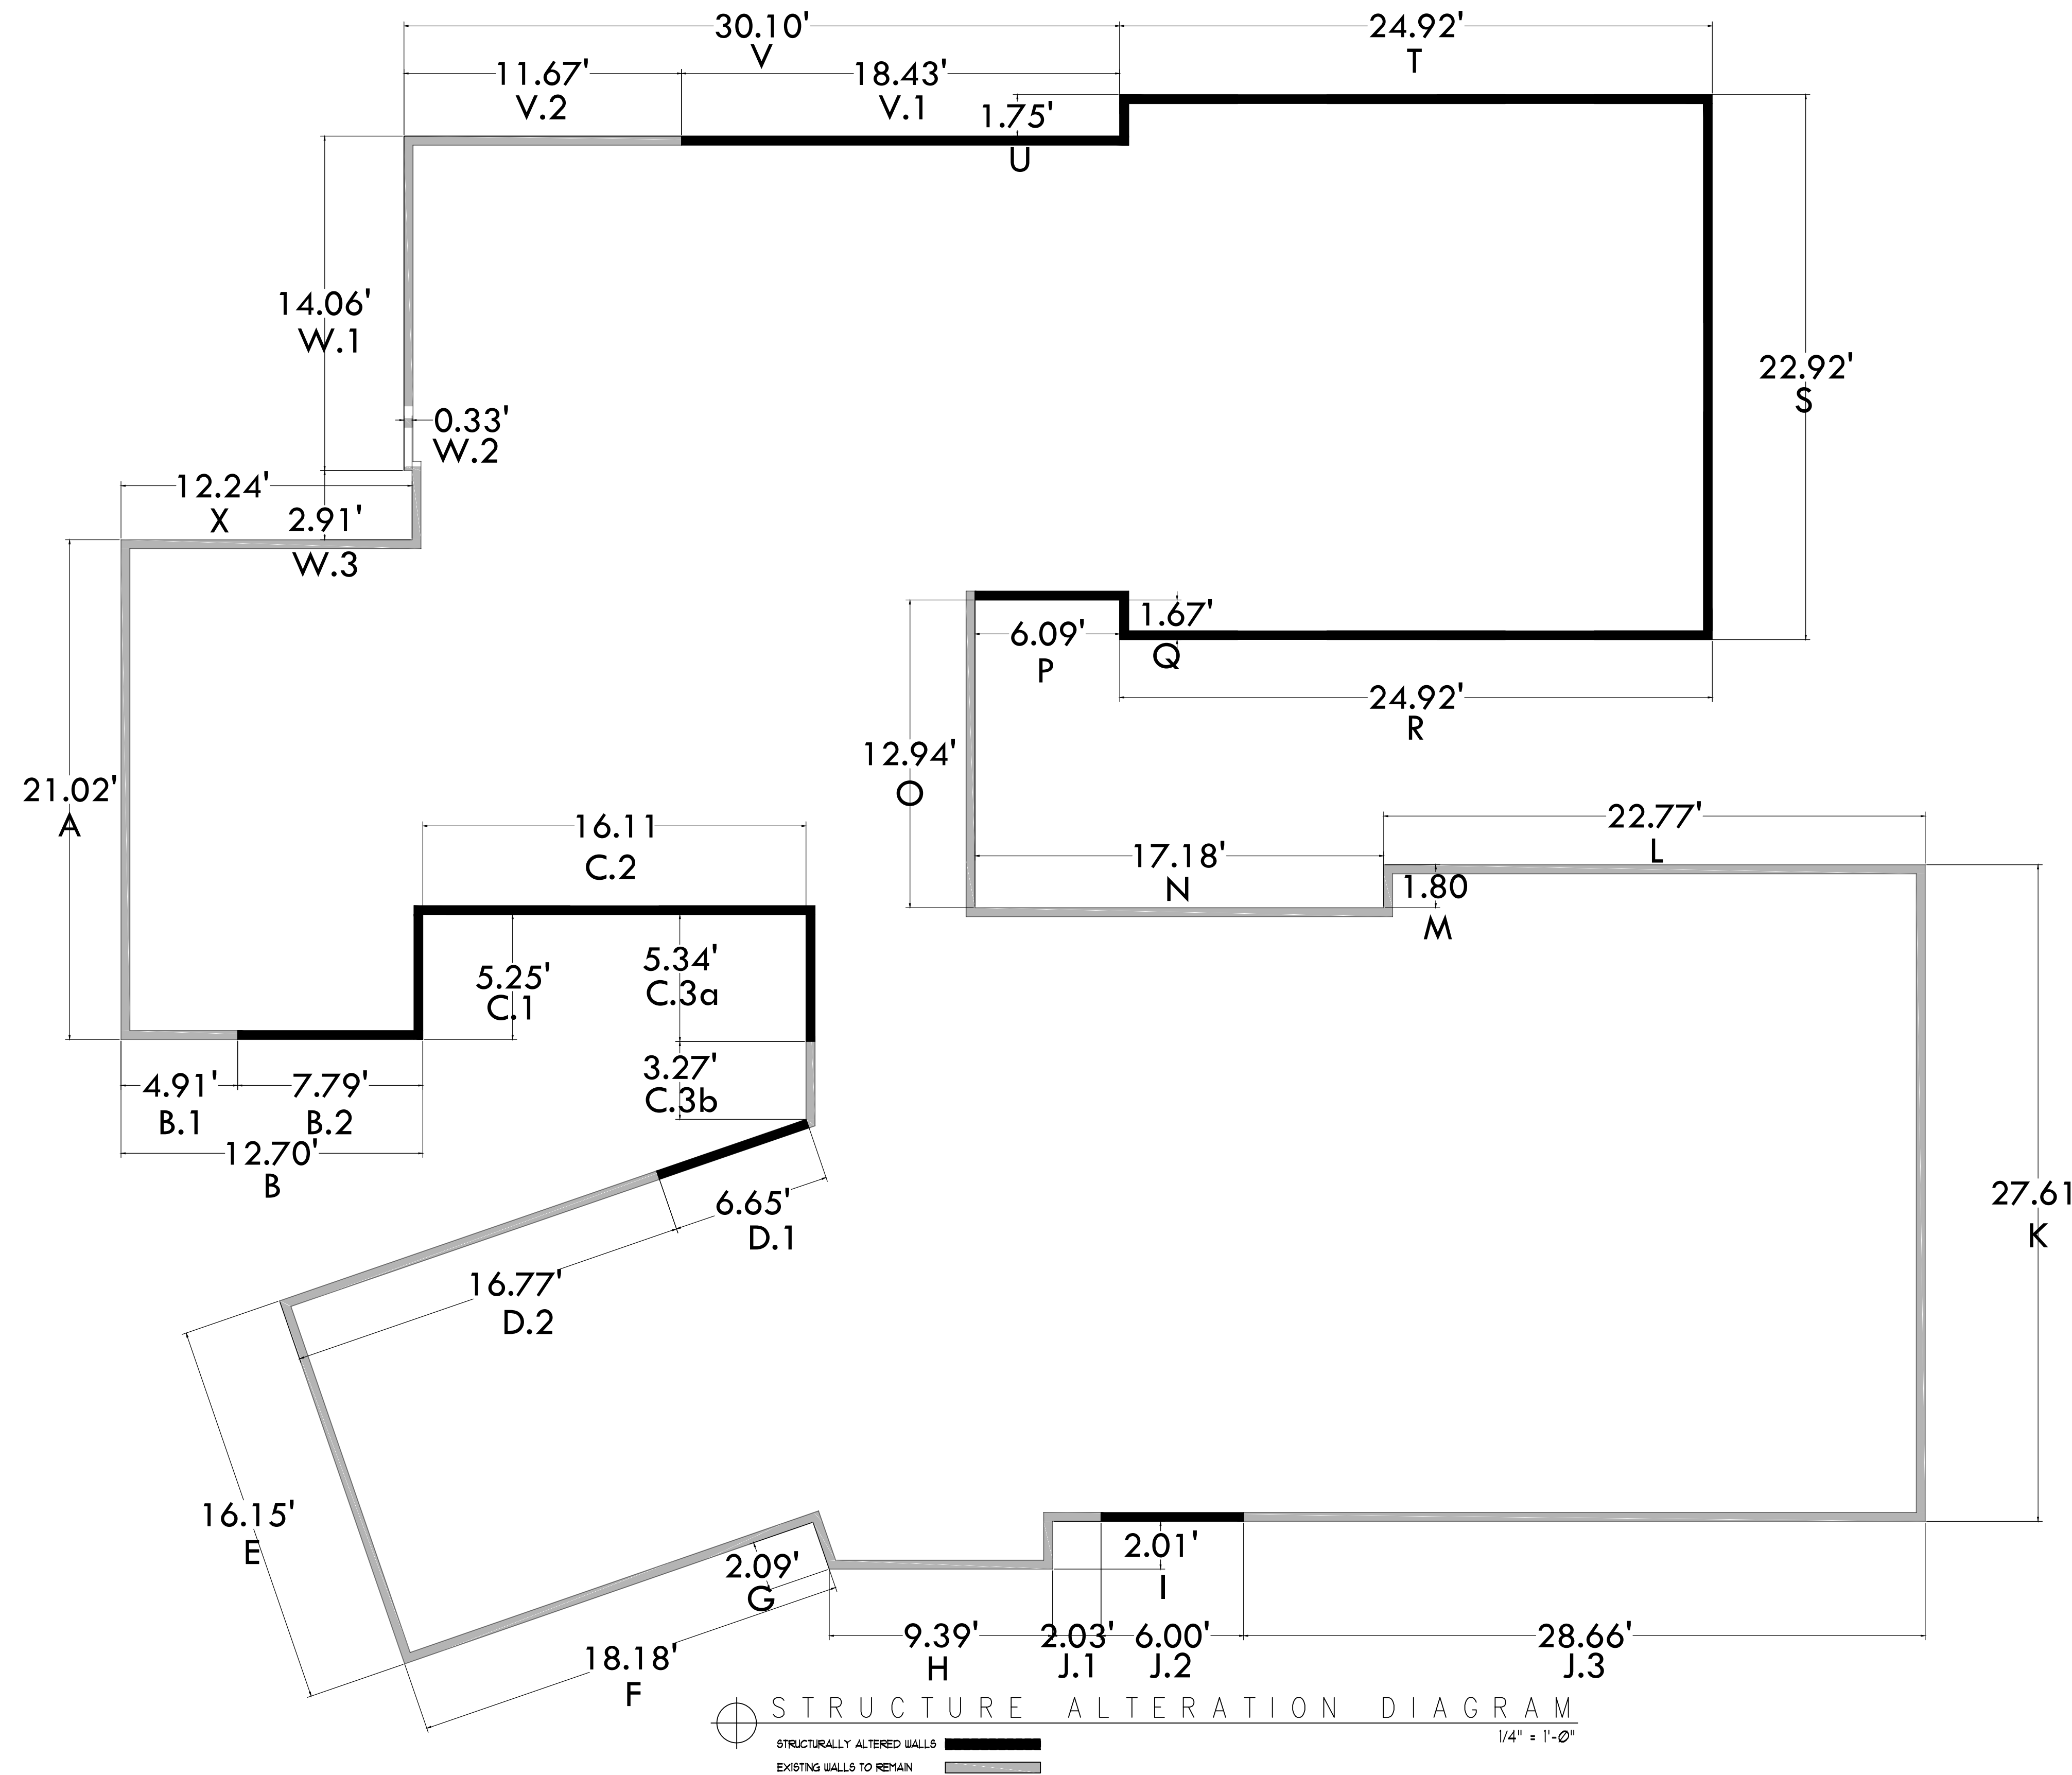 30.10'
V
24.92'
T
11.67'
V.2
18.43'
V.1
1.75'
U
14.06'
W.1
22.92'
S
0.33'
W.2
12.24'
X
2.91'
W.3
6.09'
P
1.67'
Q
24.92'
R
12.94'
O
21.02'
A
16.11
C.2
22.77'
L
17.18'
N
1.80
M
5.25'
C.1
5.34'
C.3a
3.27'
C.3b
4.91'
B.1
7.79'
B.2
12.70'
B
27.61
K
6.65'
D.1
16.77'
D.2
16.15'
E
2.09'
G
2.01'
I
18.18'
F
9.39'
H
2.03'
J.1
6.00'
J.2
28.66'
J.3
STRUCTURE ALTERATION DIAGRAM
1/4" = 1'-0"
STRUCTURALLY ALTERED WALLS
EXISTING WALLS TO REMAIN